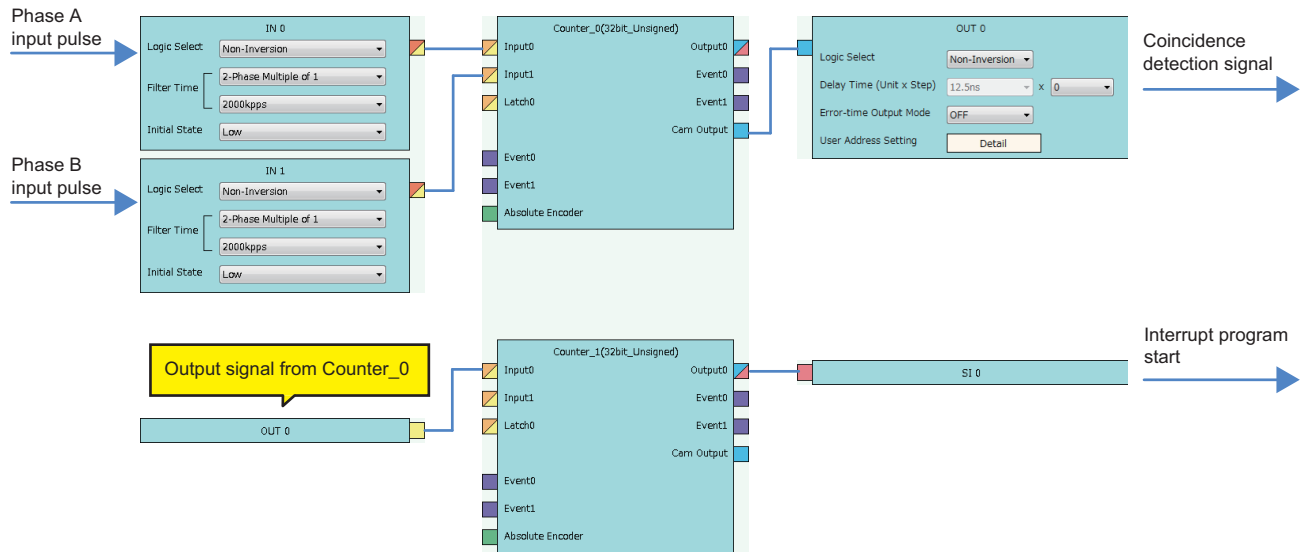 Phase A
input pulse
IN 0
Logic Select
Non-Inversion
Filter Time
2-Phase Multiple of 1
2000kpps
Initial State
Low
Phase B
input pulse
IN 1
Logic Select
Non-Inversion
Filter Time
2-Phase Multiple of 1
2000kpps
Initial State
Low
Counter_0(32bit_Unsigned)
Input0
Output0
Input1
Event0
Latch0
Event1
Cam Output
Event0
Event1
Absolute Encoder
OUT 0
Logic Select
Non-Inversion
Delay Time (Unit x Step)
12.5ns
x
0
Error-time Output Mode
OFF
User Address Setting
Detail
Coincidence
detection signal
Output signal from Counter_0
OUT 0
Counter_1(32bit_Unsigned)
Input0
Output0
Input1
Event0
Latch0
Event1
Cam Output
Event0
Event1
Absolute Encoder
SI 0
Interrupt program
start